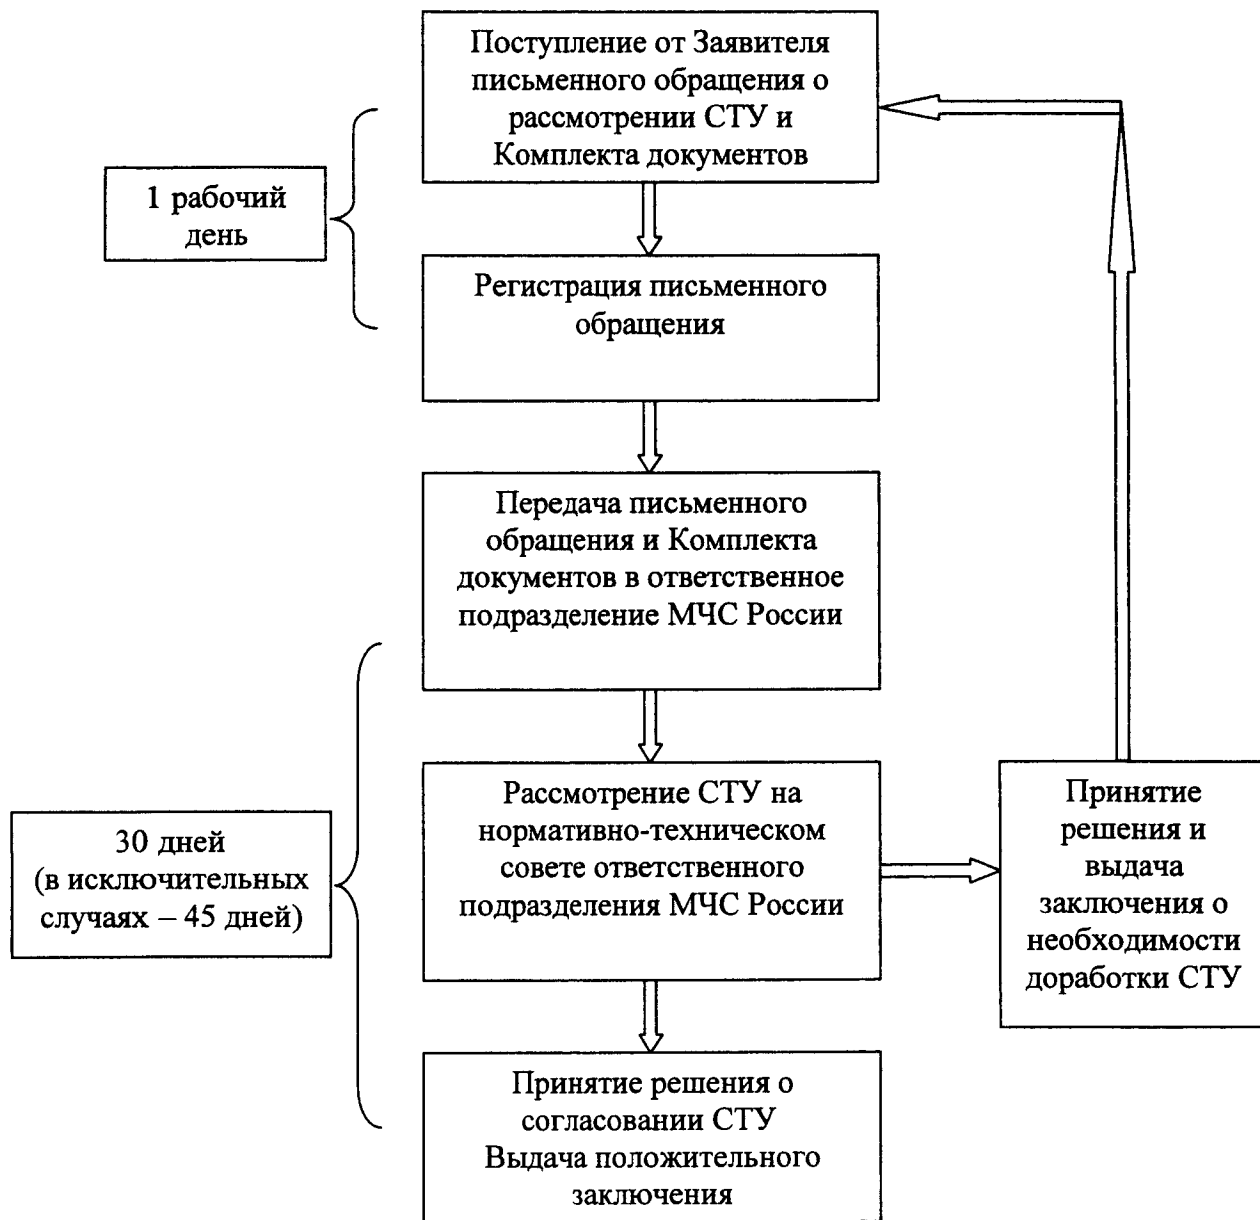 Поступление от Заявителя
письменного обращения о
рассмотрении СТУ и
Комплекта документов
1 рабочий
день
Регистрация письменного
обращения
Передача письменного
обращения и Комплекта
документов в ответственное
подразделение МЧС России
30 дней
(в исключительных
случаях – 45 дней)
Рассмотрение СТУ на
нормативно-техническом
совете ответственного
подразделения МЧС России
Принятие
решения и
выдача
заключения о
необходимости
доработки СТУ
Принятие решения о
согласовании СТУ
Выдача положительного
заключения